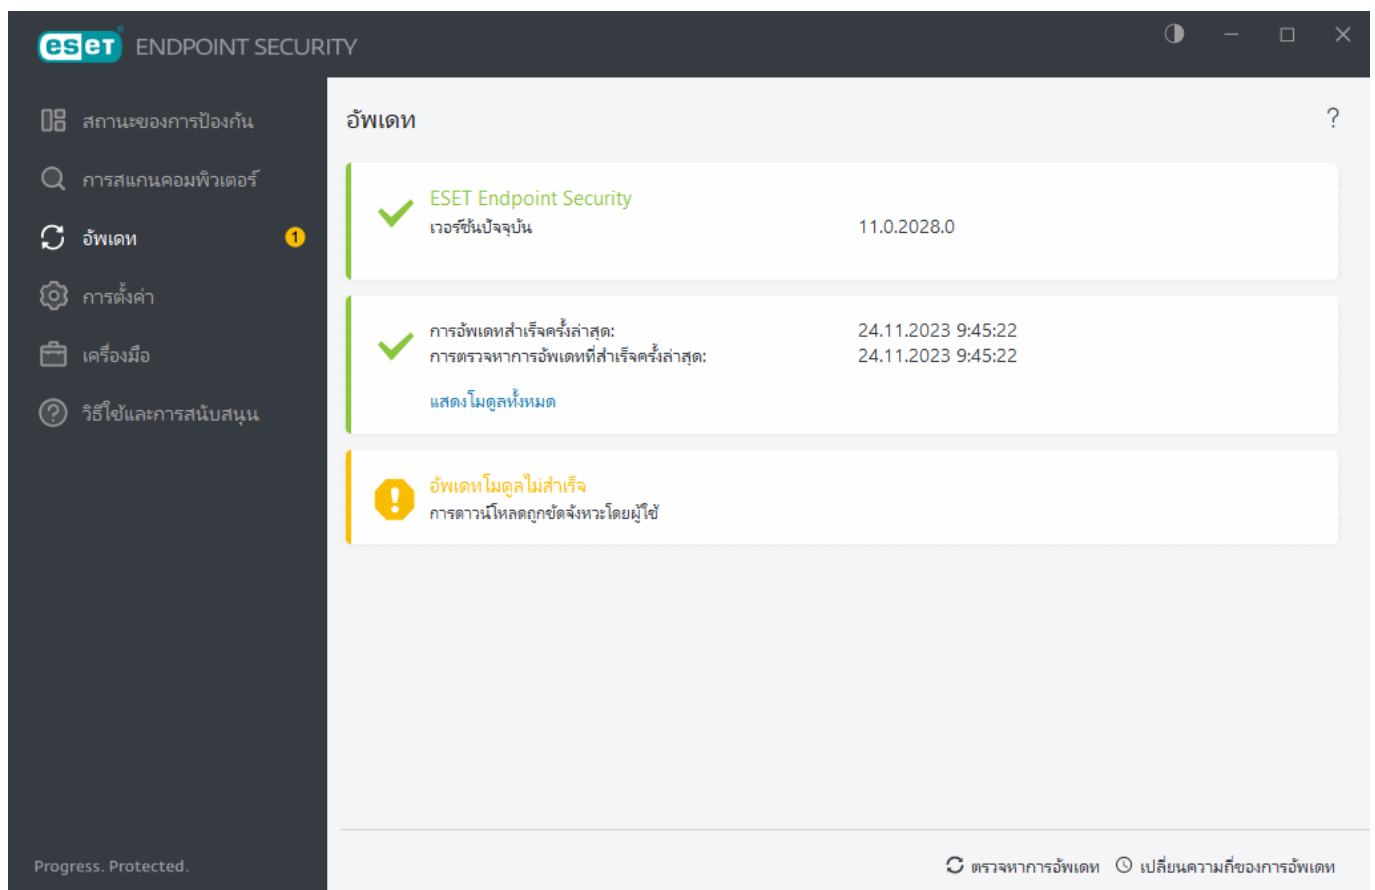 eset ENDPOINT SECURITY
สถานะของการป้องกัน
การสแกนคอมพิวเตอร์
อัพเดท 1
การตั้งค่า
เครื่องมือ
วิธีใช้และการสนับสนุน
Progress. Protected.
อัพเดท ?
ESET Endpoint Security
เวอร์ชั่นปัจจุบัน 11.0.2028.0
การอัพเดทสำเร็จครั้งล่าสุด: 24.11.2023 9:45:22
การตรวจหาการอัพเดทที่สำเร็จครั้งล่าสุด: 24.11.2023 9:45:22
แสดงโมดูลทั้งหมด
อัพเดทโมดูลไม่สำเร็จ
การดาวน์โหลดถูกขัดจังหวะโดยผู้ใช้
ตรวจหาการอัพเดท เปลี่ยนความถี่ของการอัพเดท